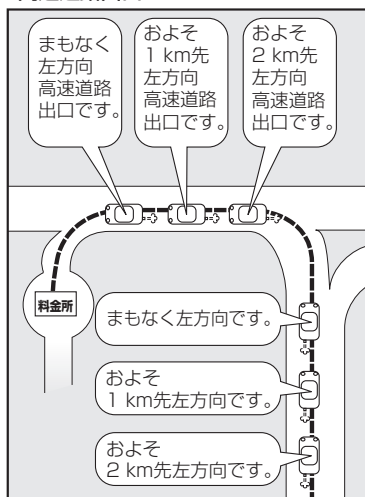 まもなく
左方向
高速道路
出口です。
およそ
1 km先
左方向
高速道路
出口です。
およそ
2 km先
左方向
高速道路
出口です。
料金所
まもなく左方向です。
およそ
1 km先左方向です。
およそ
2 km先左方向です。